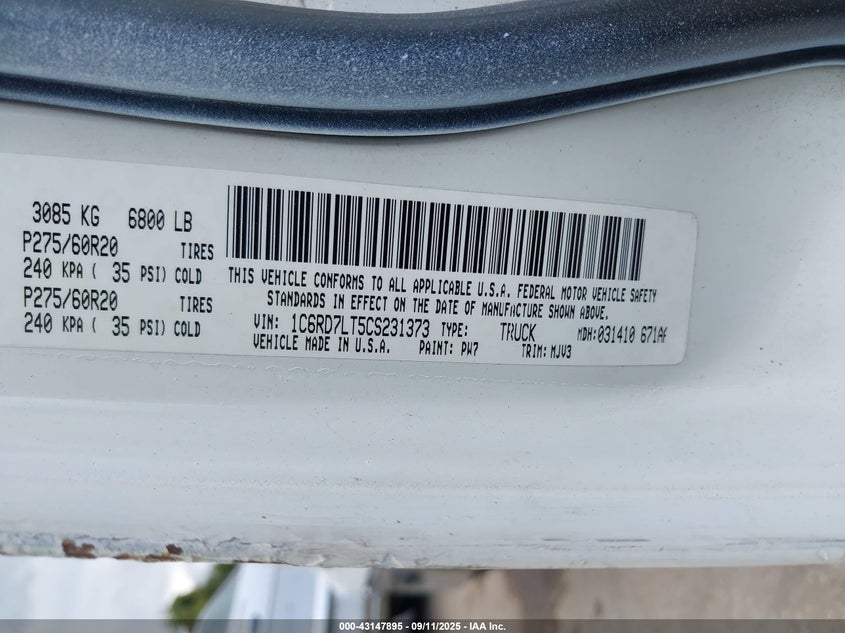 3085 KG 6800 LB
P275/60R20 TIRES
240 KPA ( 35 PSI) COLD
P275/60R20 TIRES
240 KPA ( 35 PSI) COLD
THIS VEHICLE CONFORMS TO ALL APPLICABLE U.S.A. FEDERAL MOTOR VEHICLE SAFETY
STANDARDS IN EFFECT ON THE DATE OF MANUFACTURE SHOWN ABOVE.
VIN: 1C6RD7LT5CS231373 TYPE: TRUCK MDH: 031410 671AA
VEHICLE MADE IN U.S.A. PAINT: PW7 TRIM: MJV3
000-43147895 - 09/11/2025 - IAA Inc.